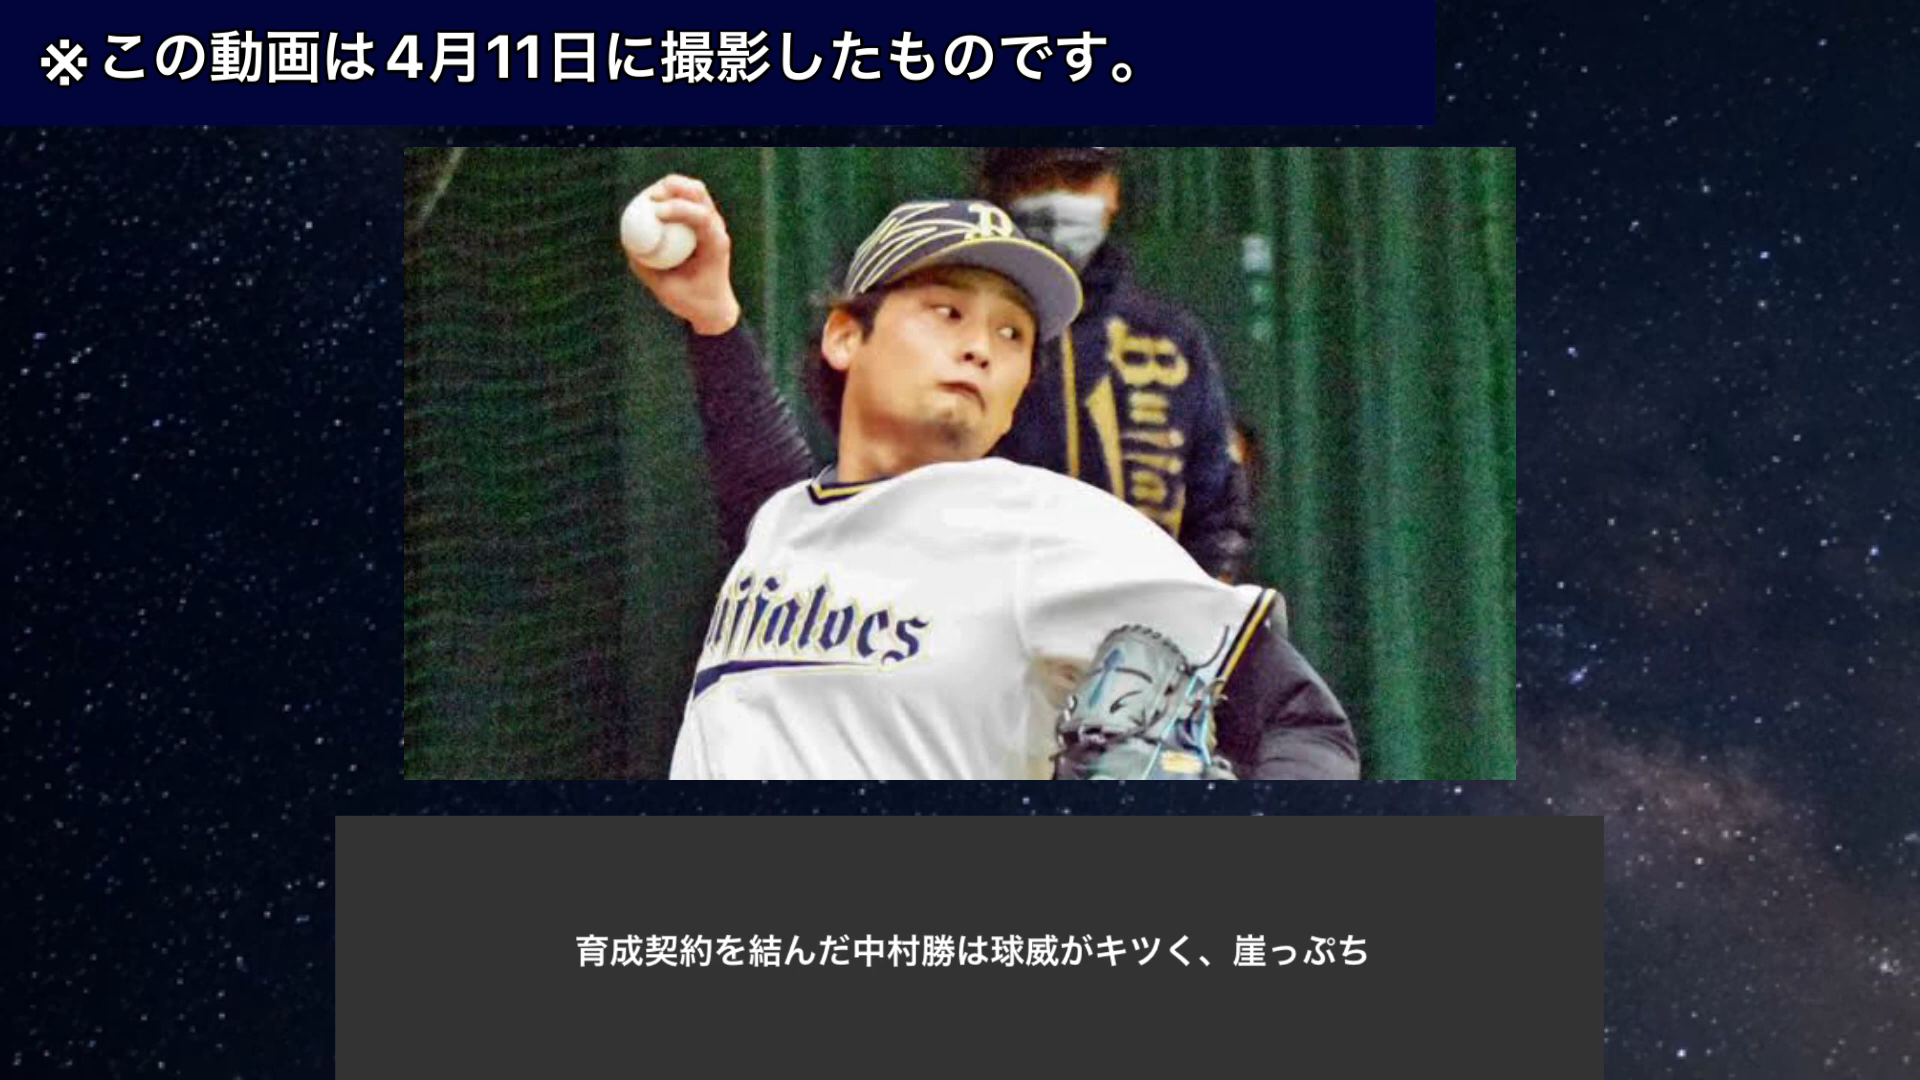 ※この動画は4月11日に撮影したものです。
B
Buffal
uffaloes
育成契約を結んだ中村勝は球威がキツく、崖っぷち